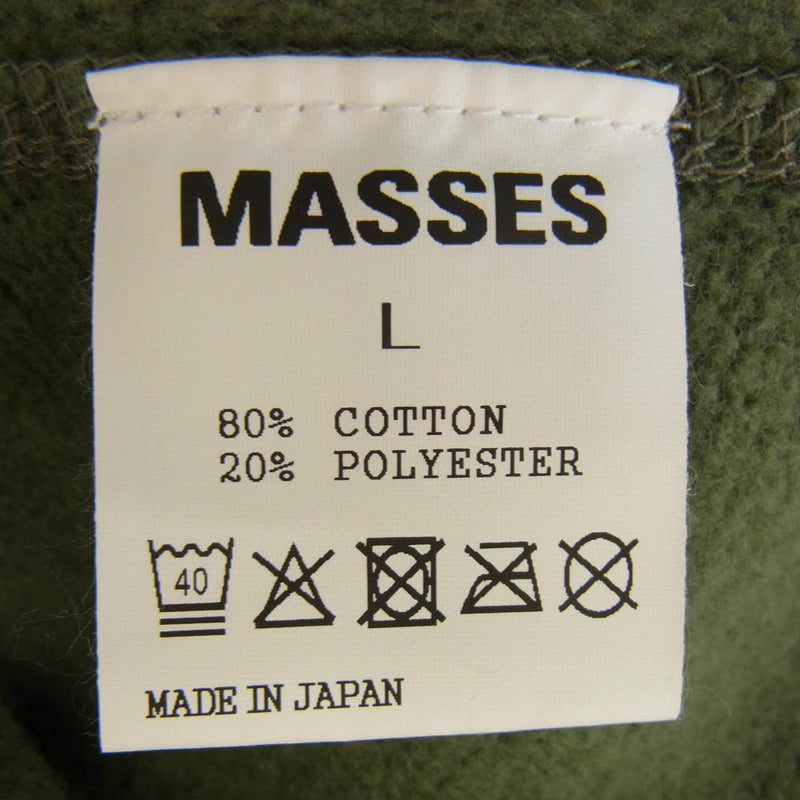 MASSES
L
80% COTTON
20% POLYESTER
40
MADE IN JAPAN